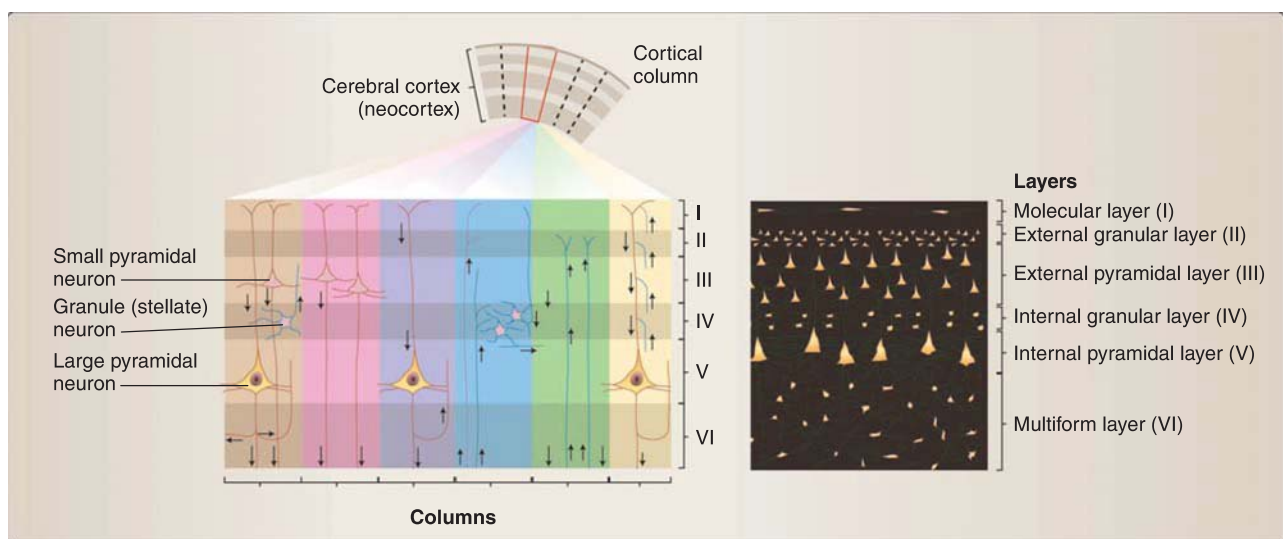 Cerebral cortex
(neocortex)
Cortical
column
Small pyramidal
neuron
Granule (stellate)
neuron
Large pyramidal
neuron
I
II
III
IV
V
VI
Columns
Layers
Molecular layer (I)
External granular layer (II)
External pyramidal layer (III)
Internal granular layer (IV)
Internal pyramidal layer (V)
Multiform layer (VI)